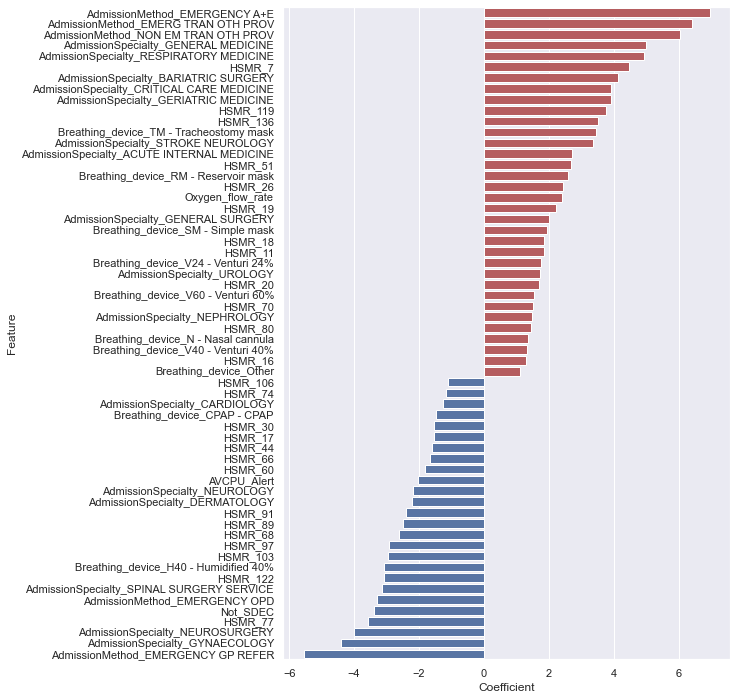 AdmissionMethod_EMERGENCY A+E
AdmissionMethod_EMERG TRAN OTH PROV
AdmissionMethod_NON EM TRAN OTH PROV
AdmissionSpecialty_GENERAL MEDICINE
AdmissionSpecialty_RESPIRATORY MEDICINE
HSMR_7
AdmissionSpecialty_BARIATRIC SURGERY
AdmissionSpecialty_CRITICAL CARE MEDICINE
AdmissionSpecialty_GERIATRIC MEDICINE
HSMR_119
HSMR_136
Breathing_device_TM - Tracheostomy mask
AdmissionSpecialty_STROKE NEUROLOGY
AdmissionSpecialty_ACUTE INTERNAL MEDICINE
HSMR_51
Breathing_device_RM - Reservoir mask
HSMR_26
Oxygen_flow_rate
HSMR_19
AdmissionSpecialty_GENERAL SURGERY
Breathing_device_SM - Simple mask
HSMR_18
HSMR_11
Breathing_device_V24 - Venturi 24%
AdmissionSpecialty_UROLOGY
HSMR_20
Breathing_device_V60 - Venturi 60%
HSMR_70
AdmissionSpecialty_NEPHROLOGY
HSMR_80
Breathing_device_N - Nasal cannula
Breathing_device_V40 - Venturi 40%
HSMR_16
Breathing_device_Other
HSMR_106
HSMR_74
AdmissionSpecialty_CARDIOLOGY
Breathing_device_CPAP - CPAP
HSMR_30
HSMR_17
HSMR_44
HSMR_66
HSMR_60
AVCPU_Alert
AdmissionSpecialty_NEUROLOGY
AdmissionSpecialty_DERMATOLOGY
HSMR_91
HSMR_89
HSMR_68
HSMR_97
HSMR_103
Breathing_device_H40 - Humidified 40%
HSMR_122
AdmissionSpecialty_SPINAL SURGERY SERVICE
AdmissionMethod_EMERGENCY OPD
Not_SDEC
HSMR_77
AdmissionSpecialty_NEUROSURGERY
AdmissionSpecialty_GYNAECOLOGY
AdmissionMethod_EMERGENCY GP REFER
Feature
−6 −4 −2 0 2 4 6
Coefficient